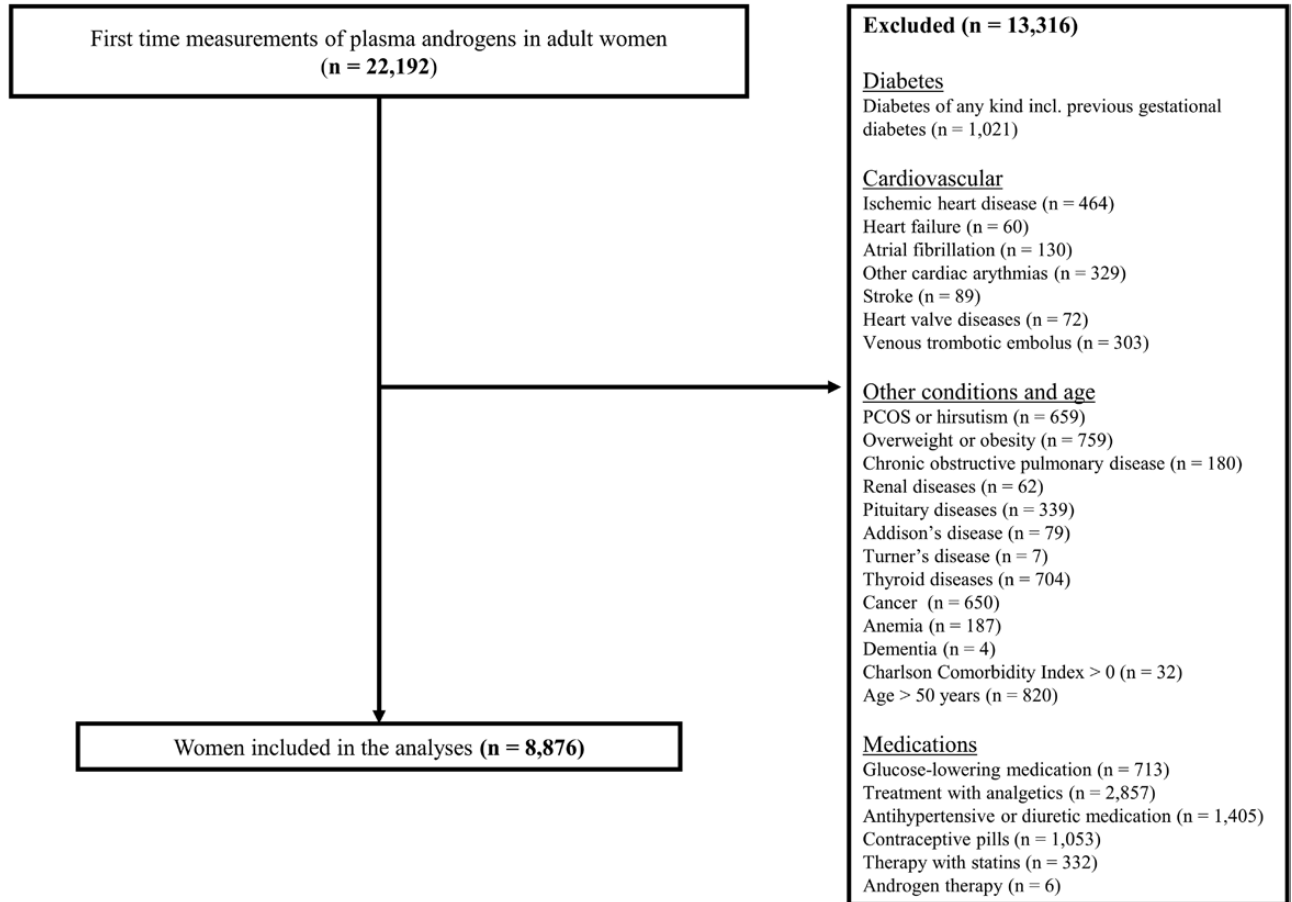 First time measurements of plasma androgens in adult women
(n = 22,192)
Women included in the analyses (n = 8,876)
Excluded (n = 13,316)
Diabetes
Diabetes of any kind incl. previous gestational
diabetes (n = 1,021)
Cardiovascular
Ischemic heart disease (n = 464)
Heart failure (n = 60)
Atrial fibrillation (n = 130)
Other cardiac arythmias (n = 329)
Stroke (n = 89)
Heart valve diseases (n = 72)
Venous trombotic embolus (n = 303)
Other conditions and age
PCOS or hirsutism (n = 659)
Overweight or obesity (n = 759)
Chronic obstructive pulmonary disease (n = 180)
Renal diseases (n = 62)
Pituitary diseases (n = 339)
Addison’s disease (n = 79)
Turner’s disease (n = 7)
Thyroid diseases (n = 704)
Cancer (n = 650)
Anemia (n = 187)
Dementia (n = 4)
Charlson Comorbidity Index > 0 (n = 32)
Age > 50 years (n = 820)
Medications
Glucose-lowering medication (n = 713)
Treatment with analgetics (n = 2,857)
Antihypertensive or diuretic medication (n = 1,405)
Contraceptive pills (n = 1,053)
Therapy with statins (n = 332)
Androgen therapy (n = 6)